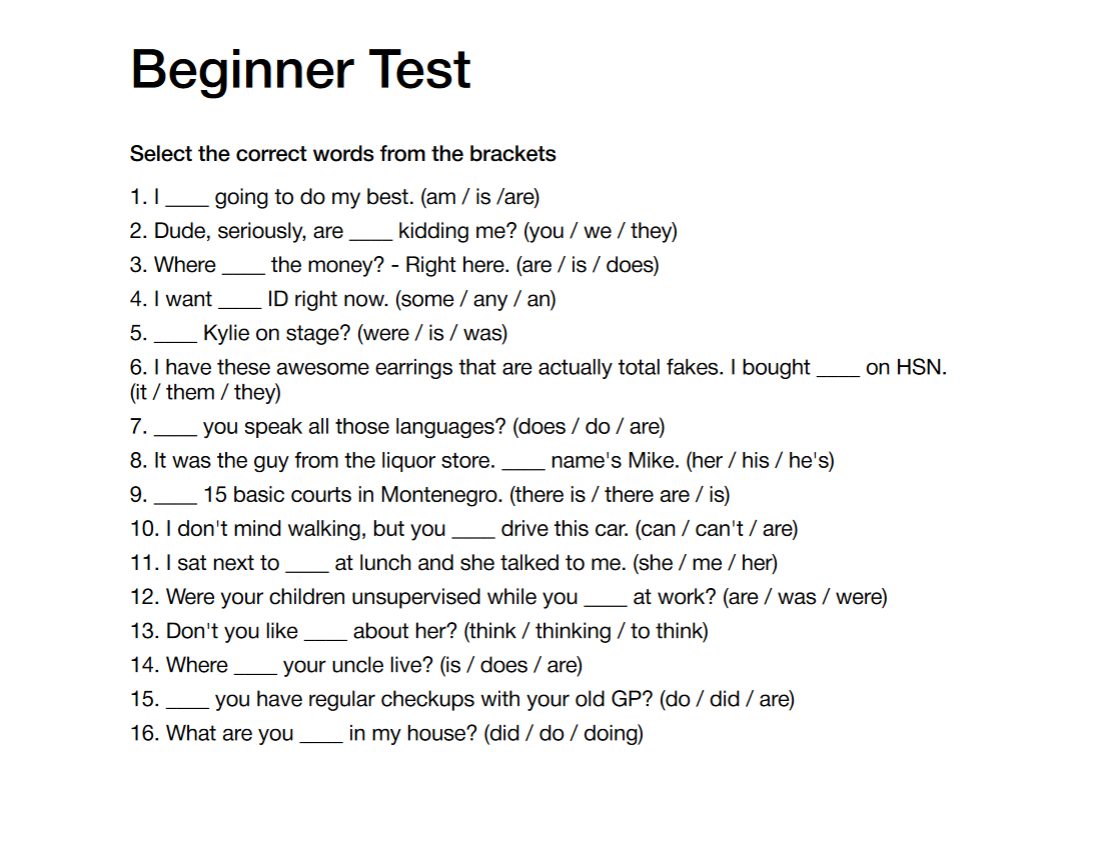 Beginner Test
Select the correct words from the brackets
1. I ____ going to do my best. (am / is /are)
2. Dude, seriously, are ____ kidding me? (you / we / they)
3. Where ____ the money? - Right here. (are / is / does)
4. I want ____ ID right now. (some / any / an)
5. ____ Kylie on stage? (were / is / was)
6. I have these awesome earrings that are actually total fakes. I bought ____ on HSN.
(it / them / they)
7. ____ you speak all those languages? (does / do / are)
8. It was the guy from the liquor store. ____ name's Mike. (her / his / he's)
9. ____ 15 basic courts in Montenegro. (there is / there are / is)
10. I don't mind walking, but you ____ drive this car. (can / can't / are)
11. I sat next to ____ at lunch and she talked to me. (she / me / her)
12. Were your children unsupervised while you ____ at work? (are / was / were)
13. Don't you like ____ about her? (think / thinking / to think)
14. Where ____ your uncle live? (is / does / are)
15. ____ you have regular checkups with your old GP? (do / did / are)
16. What are you ____ in my house? (did / do / doing)